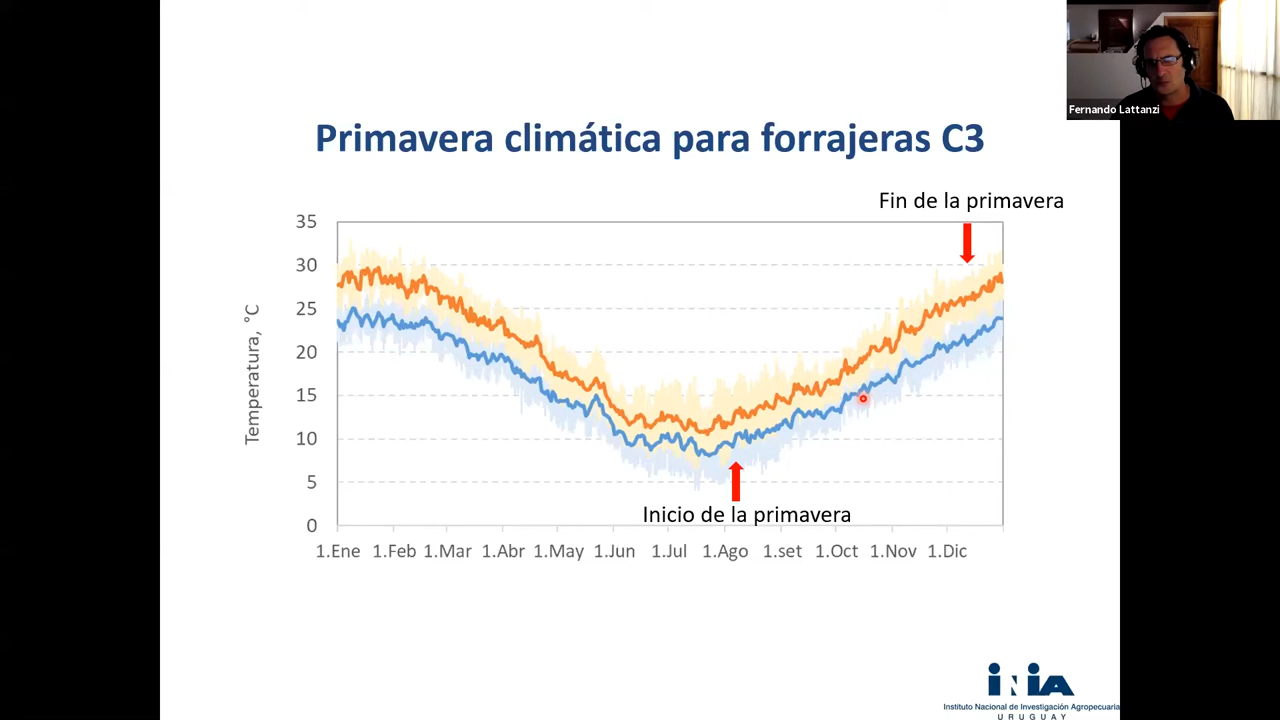 Fernando Lattanzi
Primavera climática para forrajeras C3
Fin de la primavera
35
30
25
20
15
10
5
0
Temperatura, °C
Inicio de la primavera
1.Ene 1.Feb 1.Mar 1.Abr 1.May 1.Jun 1.Jul 1.Ago 1.set 1.Oct 1.Nov 1.Dic
iNiA
Instituto Nacional de Investigación Agropecuaria
URUGUAY